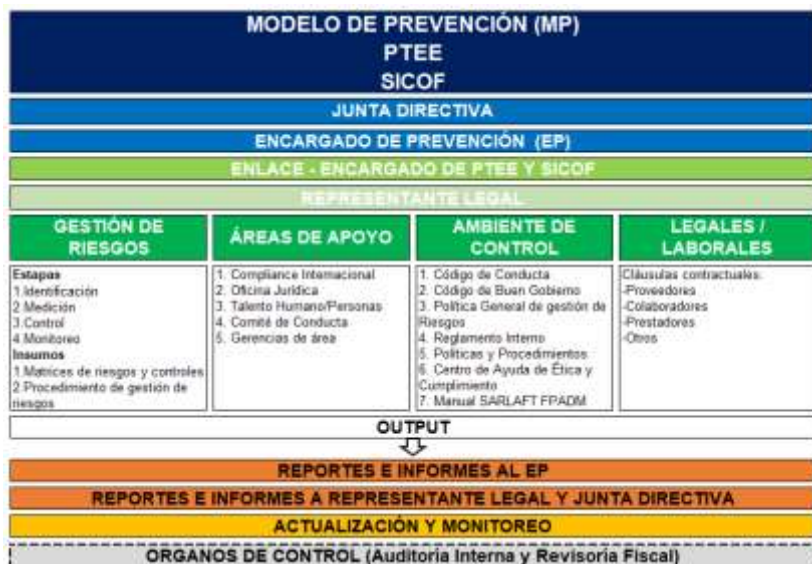 MODELO DE PREVENCIÓN (MP)
PTEE
SICOF
JUNTA DIRECTIVA
ENCARGADO DE PREVENCIÓN (EP)
ENLACE - ENCARGADO DE PTEE Y SICOF
REPRESENTANTE LEGAL
GESTIÓN DE
RIESGOS
Etapas
1.Identificación
2.Medición
3.Control
4.Monitoreo
Insumos
1.Matrices de riesgos y controles
2.Procedimiento de gestión de
riesgos
ÁREAS DE APOYO
1. Compliance Internacional
2. Oficina Jurídica
3. Talento Humano/Personas
4. Comité de Conducta
5. Gerencias de área
AMBIENTE DE
CONTROL
1. Código de Conducta
2. Código de Buen Gobierno
3. Política General de gestión de
Riesgos
4. Reglamento Interno
5. Políticas y Procedimientos
6. Centro de Ayuda de Ética y
Cumplimiento
7. Manual SARLAFT FPADM
LEGALES /
LABORALES
Cláusulas contractuales:
-Proveedores
-Colaboradores
-Prestadores
-Otros
OUTPUT
REPORTES E INFORMES AL EP
REPORTES E INFORMES A REPRESENTANTE LEGAL Y JUNTA DIRECTIVA
ACTUALIZACIÓN Y MONITOREO
ORGANOS DE CONTROL (Auditoría Interna y Revisoría Fiscal)